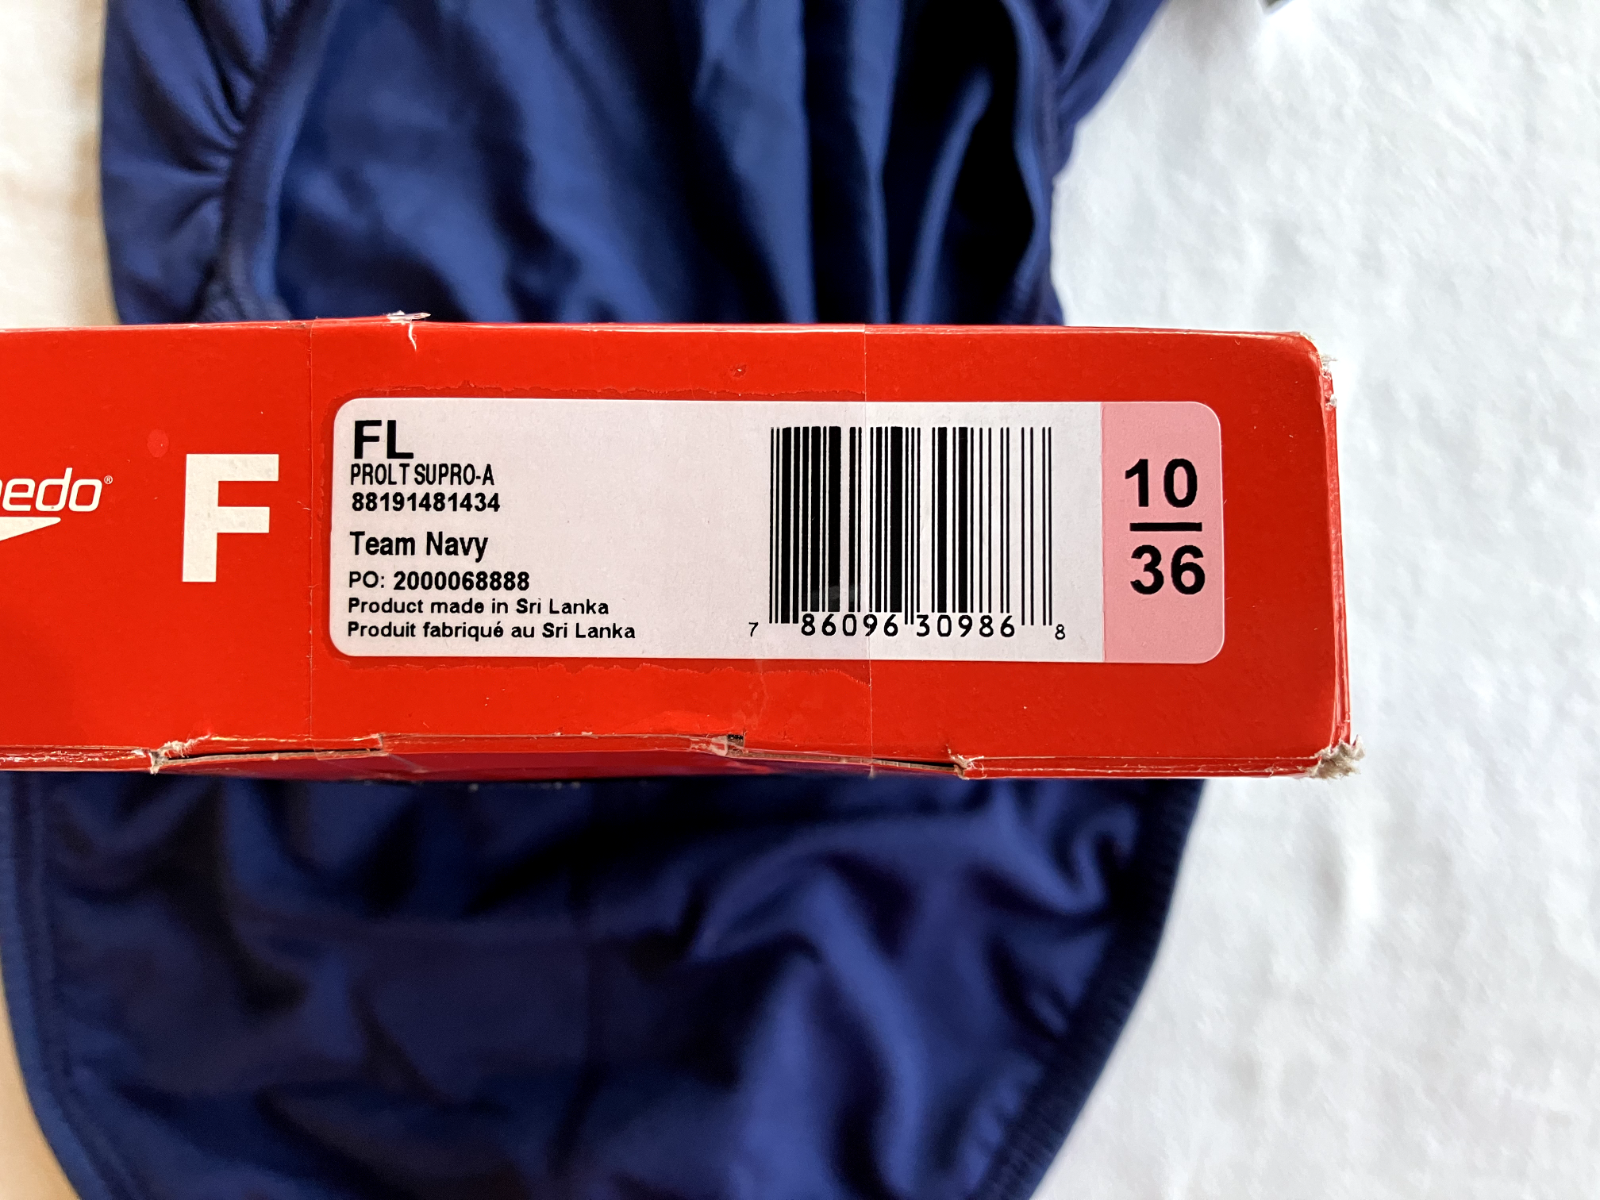 edo®
F
FL
PROLT SUPRO-A
88191481434
Team Navy
PO: 2000068888
Product made in Sri Lanka
Produit fabriqué au Sri Lanka
7 86096 30986 8
10
36